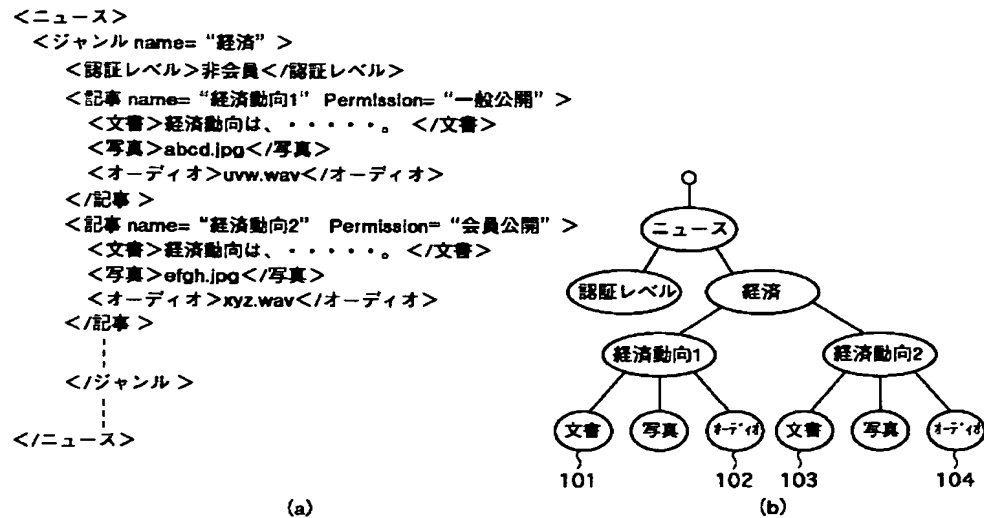 <ニュース>
<ジャンル name= “経済” >
<認証レベル>非会員</認証レベル>
<記事 name= “経済動向1” Permission= “一般公開” >
<文書>経済動向は、・・・・・。 </文書>
<写真>abcd.jpg</写真>
<オーディオ>uvw.wav</オーディオ>
</記事 >
<記事 name= “経済動向2” Permission= “会員公開” >
<文書>経済動向は、・・・・・。 </文書>
<写真>efgh.jpg</写真>
<オーディオ>xyz.wav</オーディオ>
</記事 >
</ジャンル >
</ニュース>
(a)
ニュース
認証レベル 経済
経済動向1 経済動向2
文書 写真 オーディオ 文書 写真 オーディオ
101 102 103 104
(b)